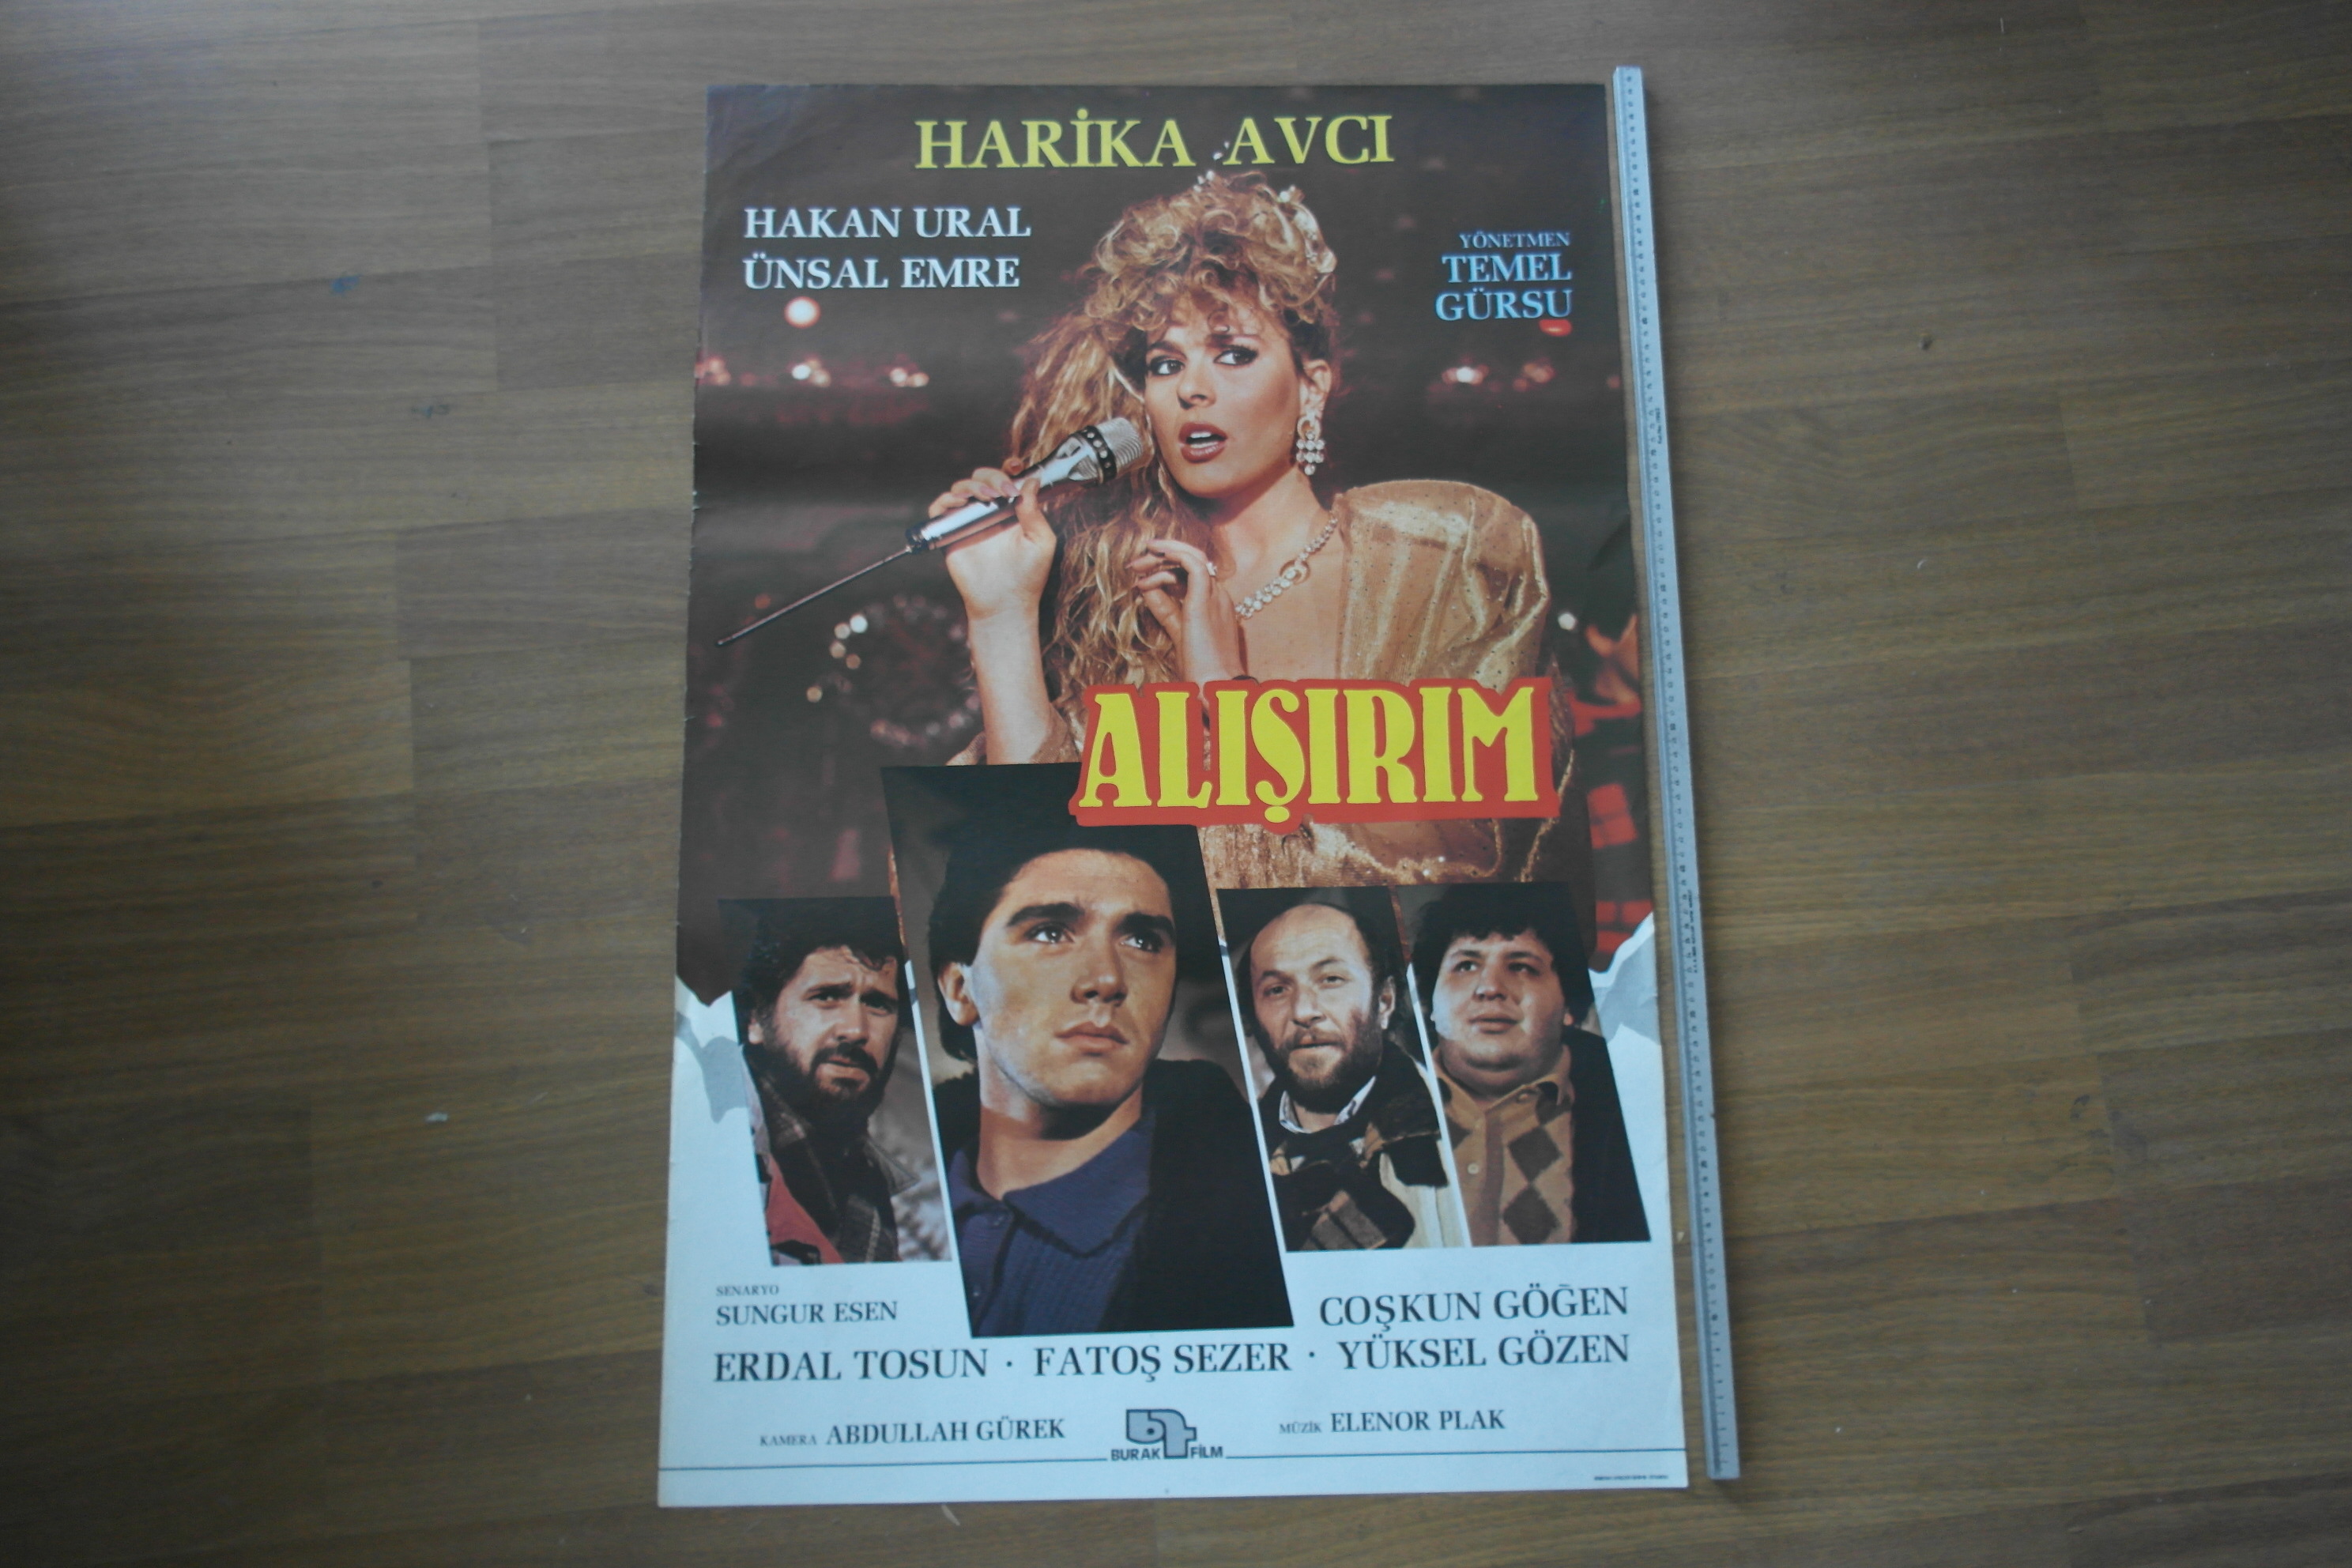 HARİKA AVCI
HAKAN URAL
ÜNSAL EMRE
YÖNETMEN
TEMEL
GÜRSU
ALIŞIRIM
SENARYO
SUNGUR ESEN
COŞKUN GÖĞEN
ERDAL TOSUN · FATOŞ SEZER · YÜKSEL GÖZEN
KAMERA ABDULLAH GÜREK
BURAK FİLM
MÜZİK ELENOR PLAK